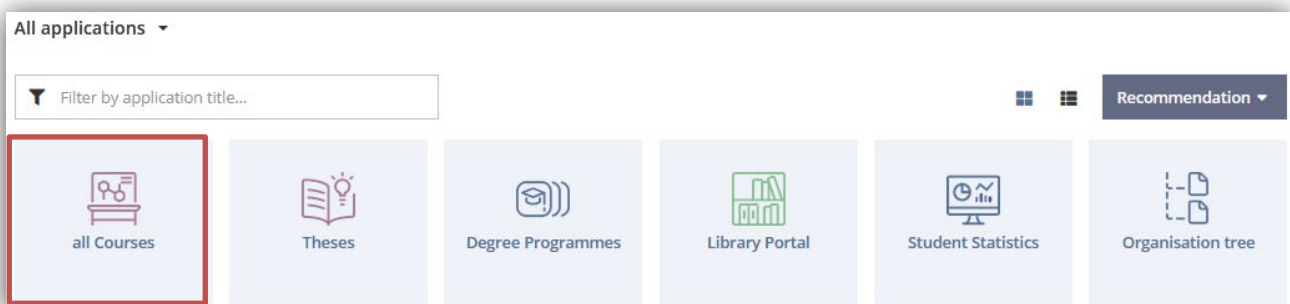 All applications
Filter by application title...
Recommendation
all Courses
Theses
Degree Programmes
Library Portal
Student Statistics
Organisation tree